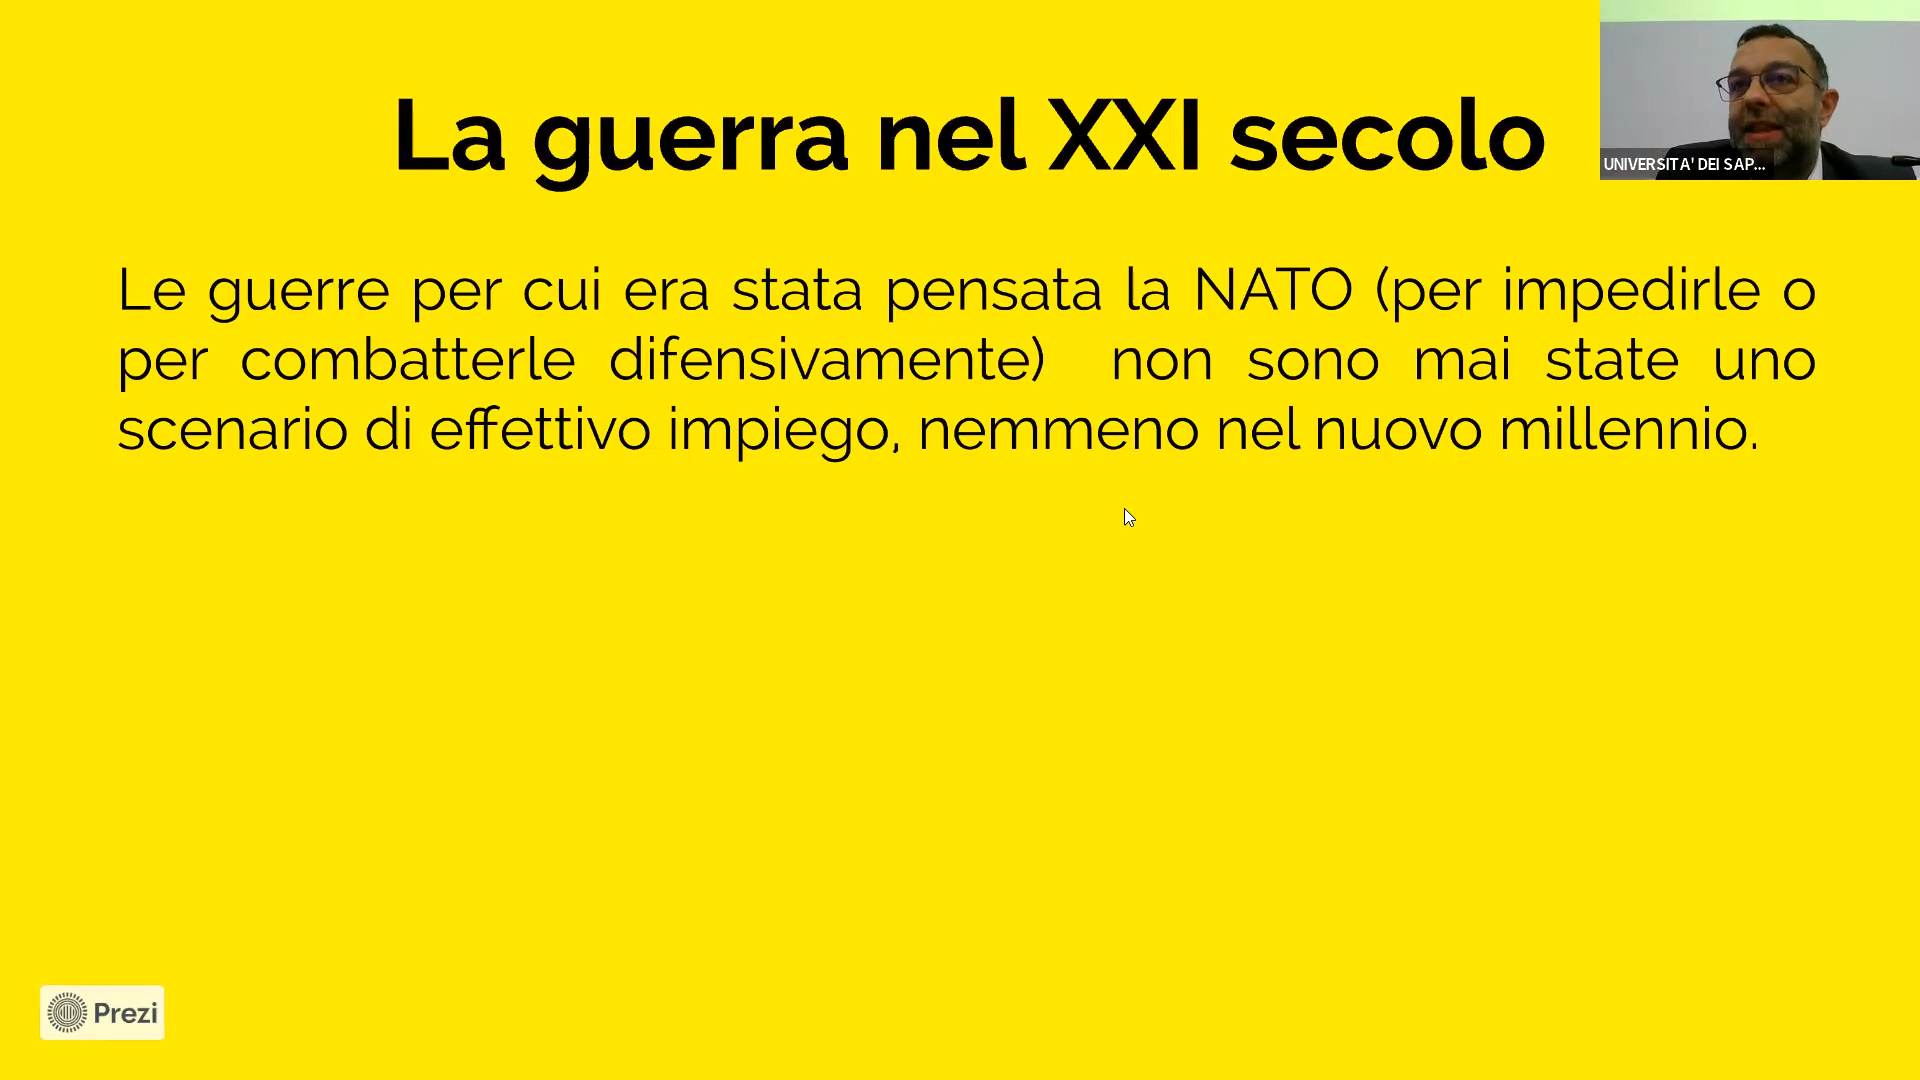 La guerra nel XXI secolo
UNIVERSITA' DEI SAP...
Le guerre per cui era stata pensata la NATO (per impedirle o
per combatterle difensivamente) non sono mai state uno
scenario di effettivo impiego, nemmeno nel nuovo millennio.
Prezi